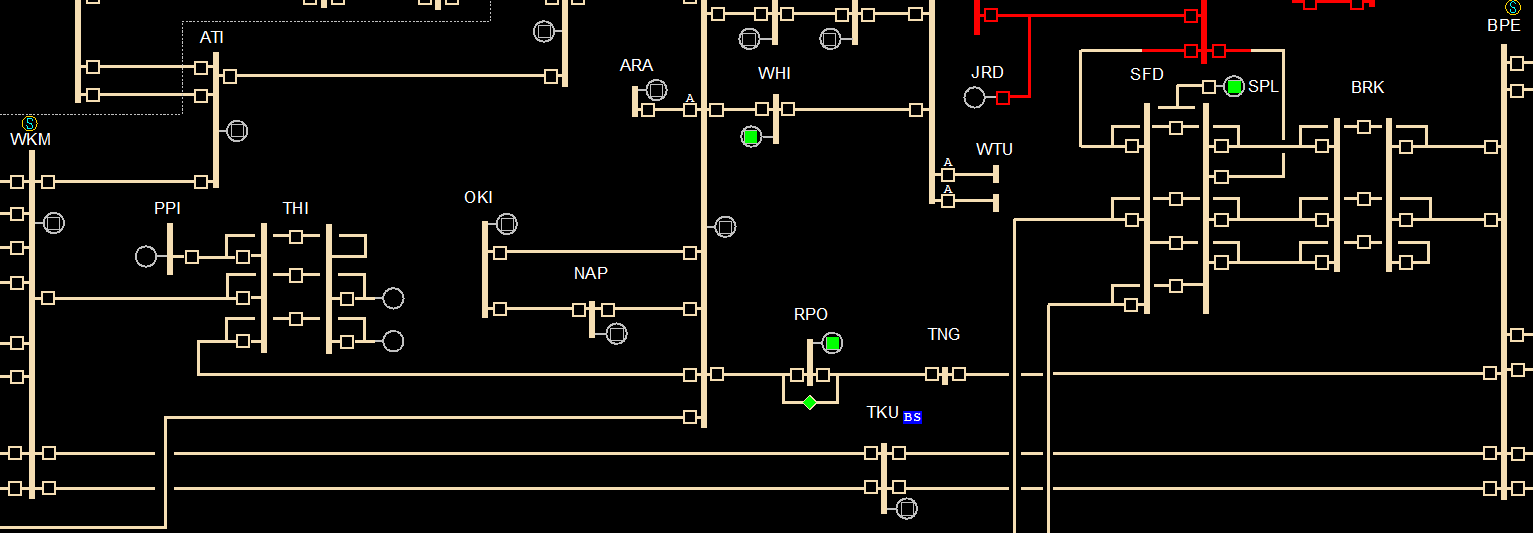 S
BPE
ATI
ARA
WHI
JRD
SFD
SPL
BRK
A
S
WKM
WTU
A
A
OKI
PPI
THI
NAP
RPO
TNG
TKU BS